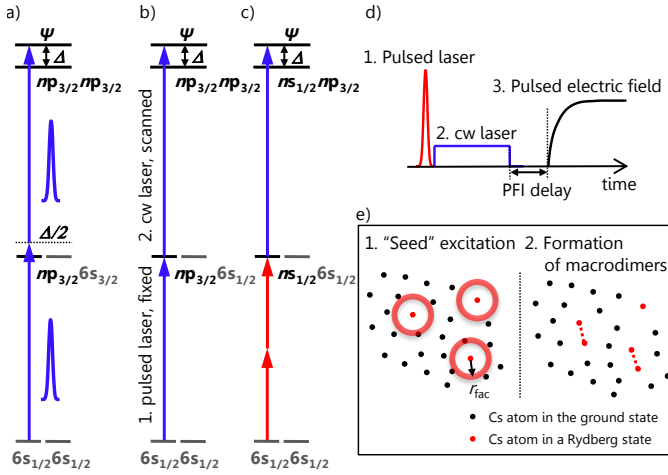 a)
Ψ
Δ
np3/2np3/2
Δ/2
np3/26s3/2
6s1/26s1/2
b)
Ψ
Δ
np3/2np3/2
2. cw laser, scanned
np3/26s1/2
1. pulsed laser, fixed
6s1/26s1/2
c)
Ψ
Δ
ns1/2np3/2
ns1/26s1/2
6s1/26s1/2
d)
1. Pulsed laser
3. Pulsed electric field
2. cw laser
PFI delay
time
e)
1. “Seed” excitation
2. Formation
of macrodimers
rfac
Cs atom in the ground state
Cs atom in a Rydberg state